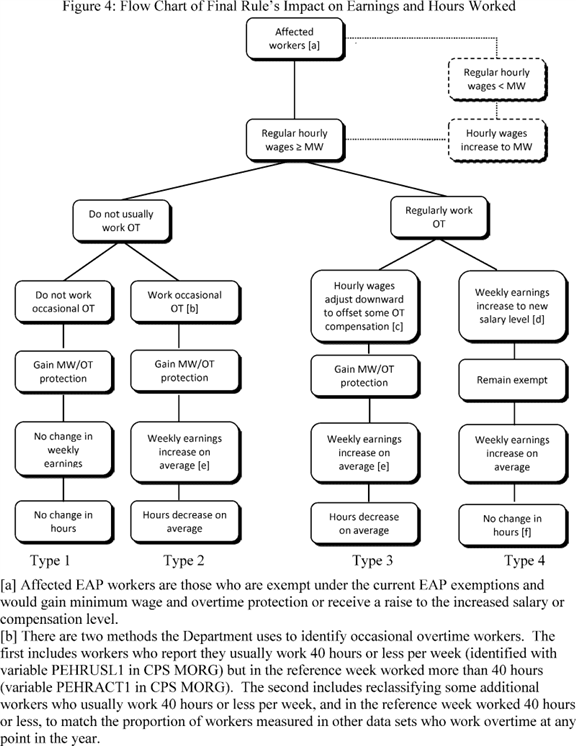 Figure 4: Flow Chart of Final Rule's Impact on Earnings and Hours Worked
Affected
workers [a]
Regular hourly
wages < MW
Regular hourly
wages ≥ MW
Hourly wages
increase to MW
Do not usually
work OT
Regularly work
OT
Do not work
occasional OT
Work occasional
OT [b]
Hourly wages
adjust downward
to offset some OT
compensation [c]
Weekly earnings
increase to new
salary level [d]
Gain MW/OT
protection
Gain MW/OT
protection
Gain MW/OT
protection
Remain exempt
No change in
weekly
earnings
Weekly earnings
increase on
average [e]
Weekly earnings
increase on
average [e]
Weekly earnings
increase on
average
No change in
hours
Hours decrease on
average
Hours decrease
on average
No change in
hours [f]
Type 1
Type 2
Type 3
Type 4
[a] Affected EAP workers are those who are exempt under the current EAP exemptions and
would gain minimum wage and overtime protection or receive a raise to the increased salary or
compensation level.
[b] There are two methods the Department uses to identify occasional overtime workers. The
first includes workers who report they usually work 40 hours or less per week (identified with
variable PEHRUSL1 in CPS MORG) but in the reference week worked more than 40 hours
(variable PEHRACT1 in CPS MORG). The second includes reclassifying some additional
workers who usually work 40 hours or less per week, and in the reference week worked 40 hours
or less, to match the proportion of workers measured in other data sets who work overtime at any
point in the year.